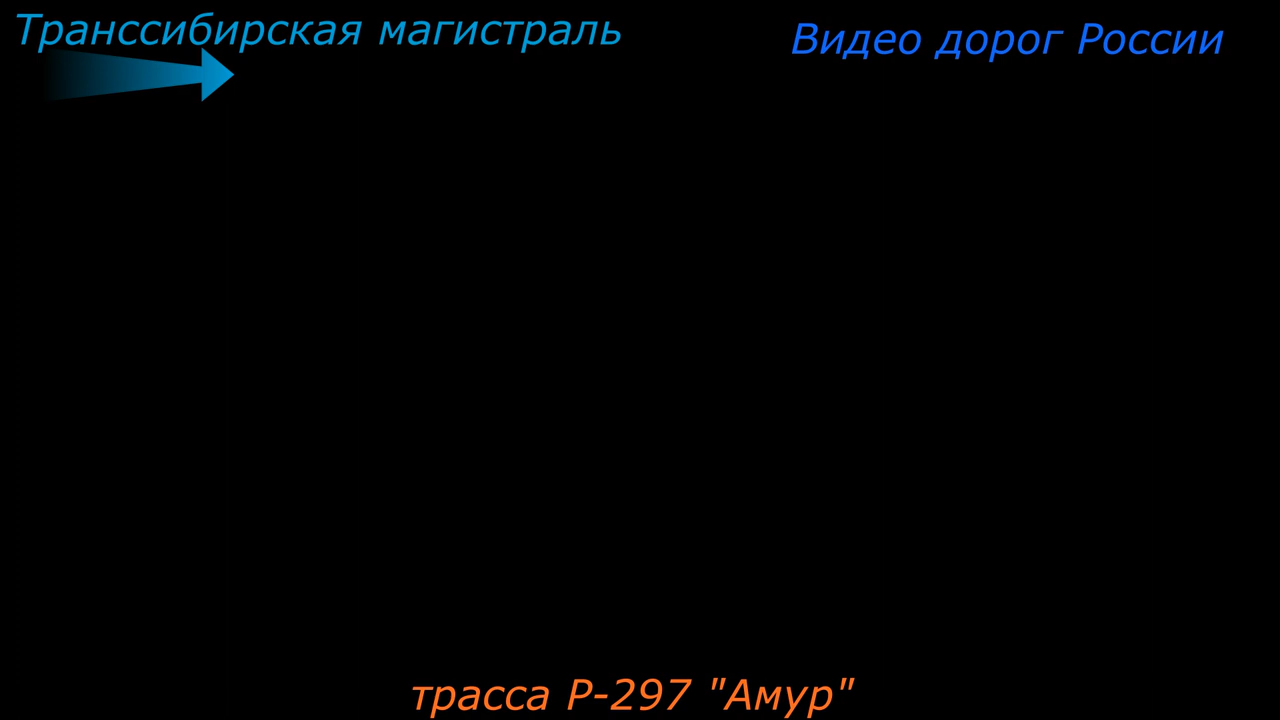 Транссибирская магистраль
Видео дорог России
трасса Р-297 "Амур"